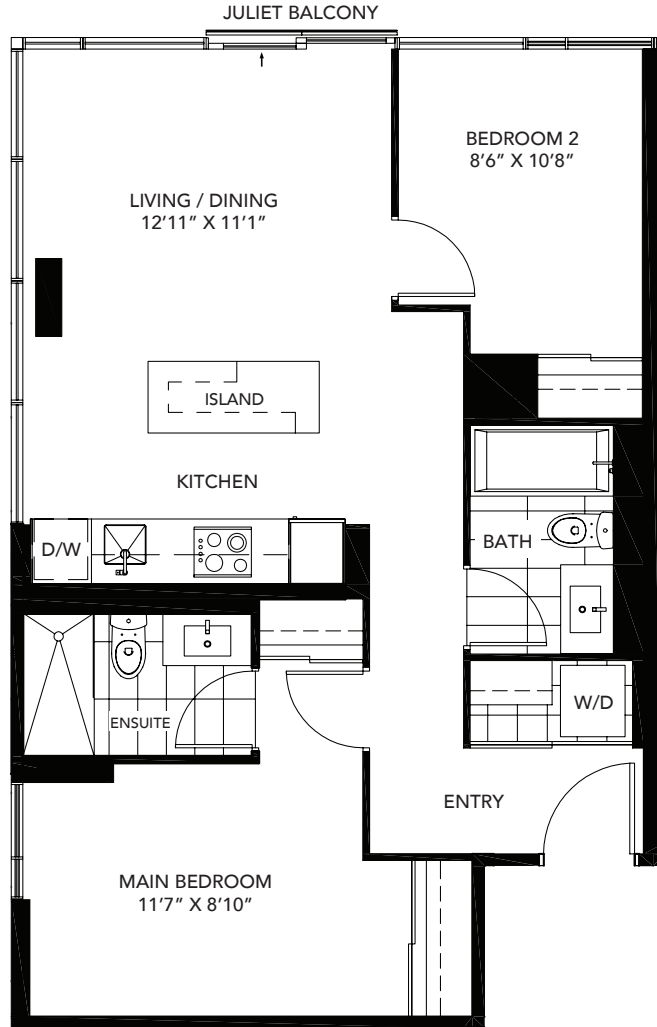 JULIET BALCONY
BEDROOM 2
8'6" X 10'8"
LIVING / DINING
12'11" X 11'1"
ISLAND
KITCHEN
D/W
BATH
W/D
ENSUITE
ENTRY
MAIN BEDROOM
11'7" X 8'10"